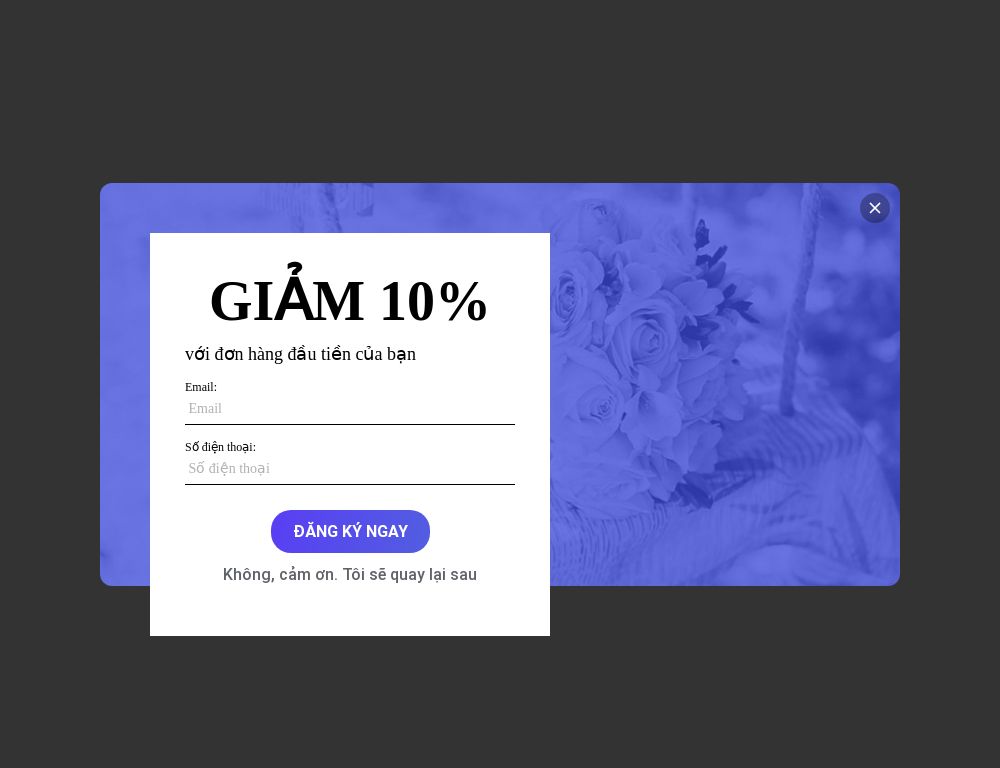 GIẢM 10%
với đơn hàng đầu tiền của bạn
Email:
Email
Số điện thoại:
Số điện thoại
ĐĂNG KÝ NGAY
Không, cảm ơn. Tôi sẽ quay lại sau